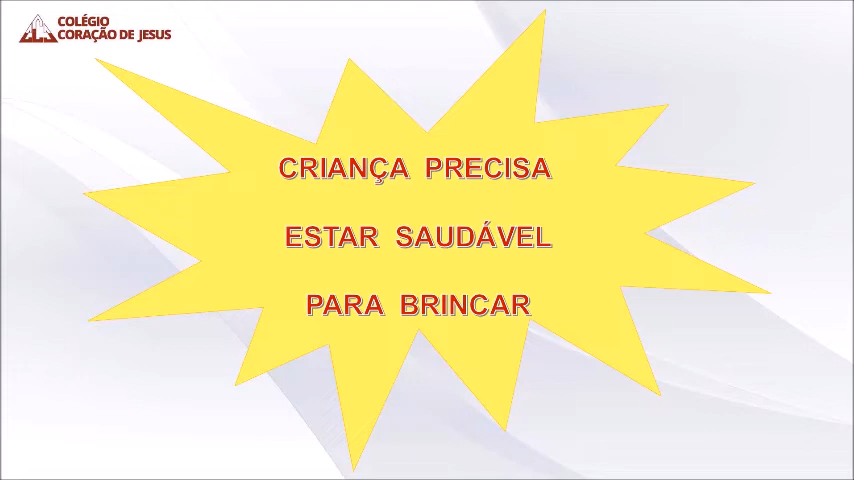 COLÉGIO
CORAÇÃO DE JESUS
CRIANÇA PRECISA
ESTAR SAUDÁVEL
PARA BRINCAR